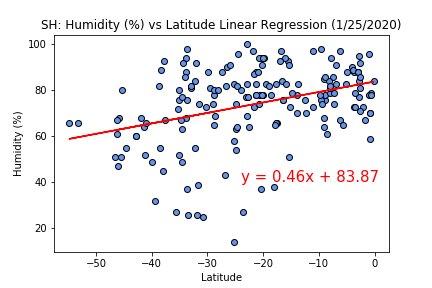 SH: Humidity (%) vs Latitude Linear Regression (1/25/2020)
100
80
60
40
20
Humidity (%)
y = 0.46x + 83.87
−50
−40
−30
−20
−10
0
Latitude